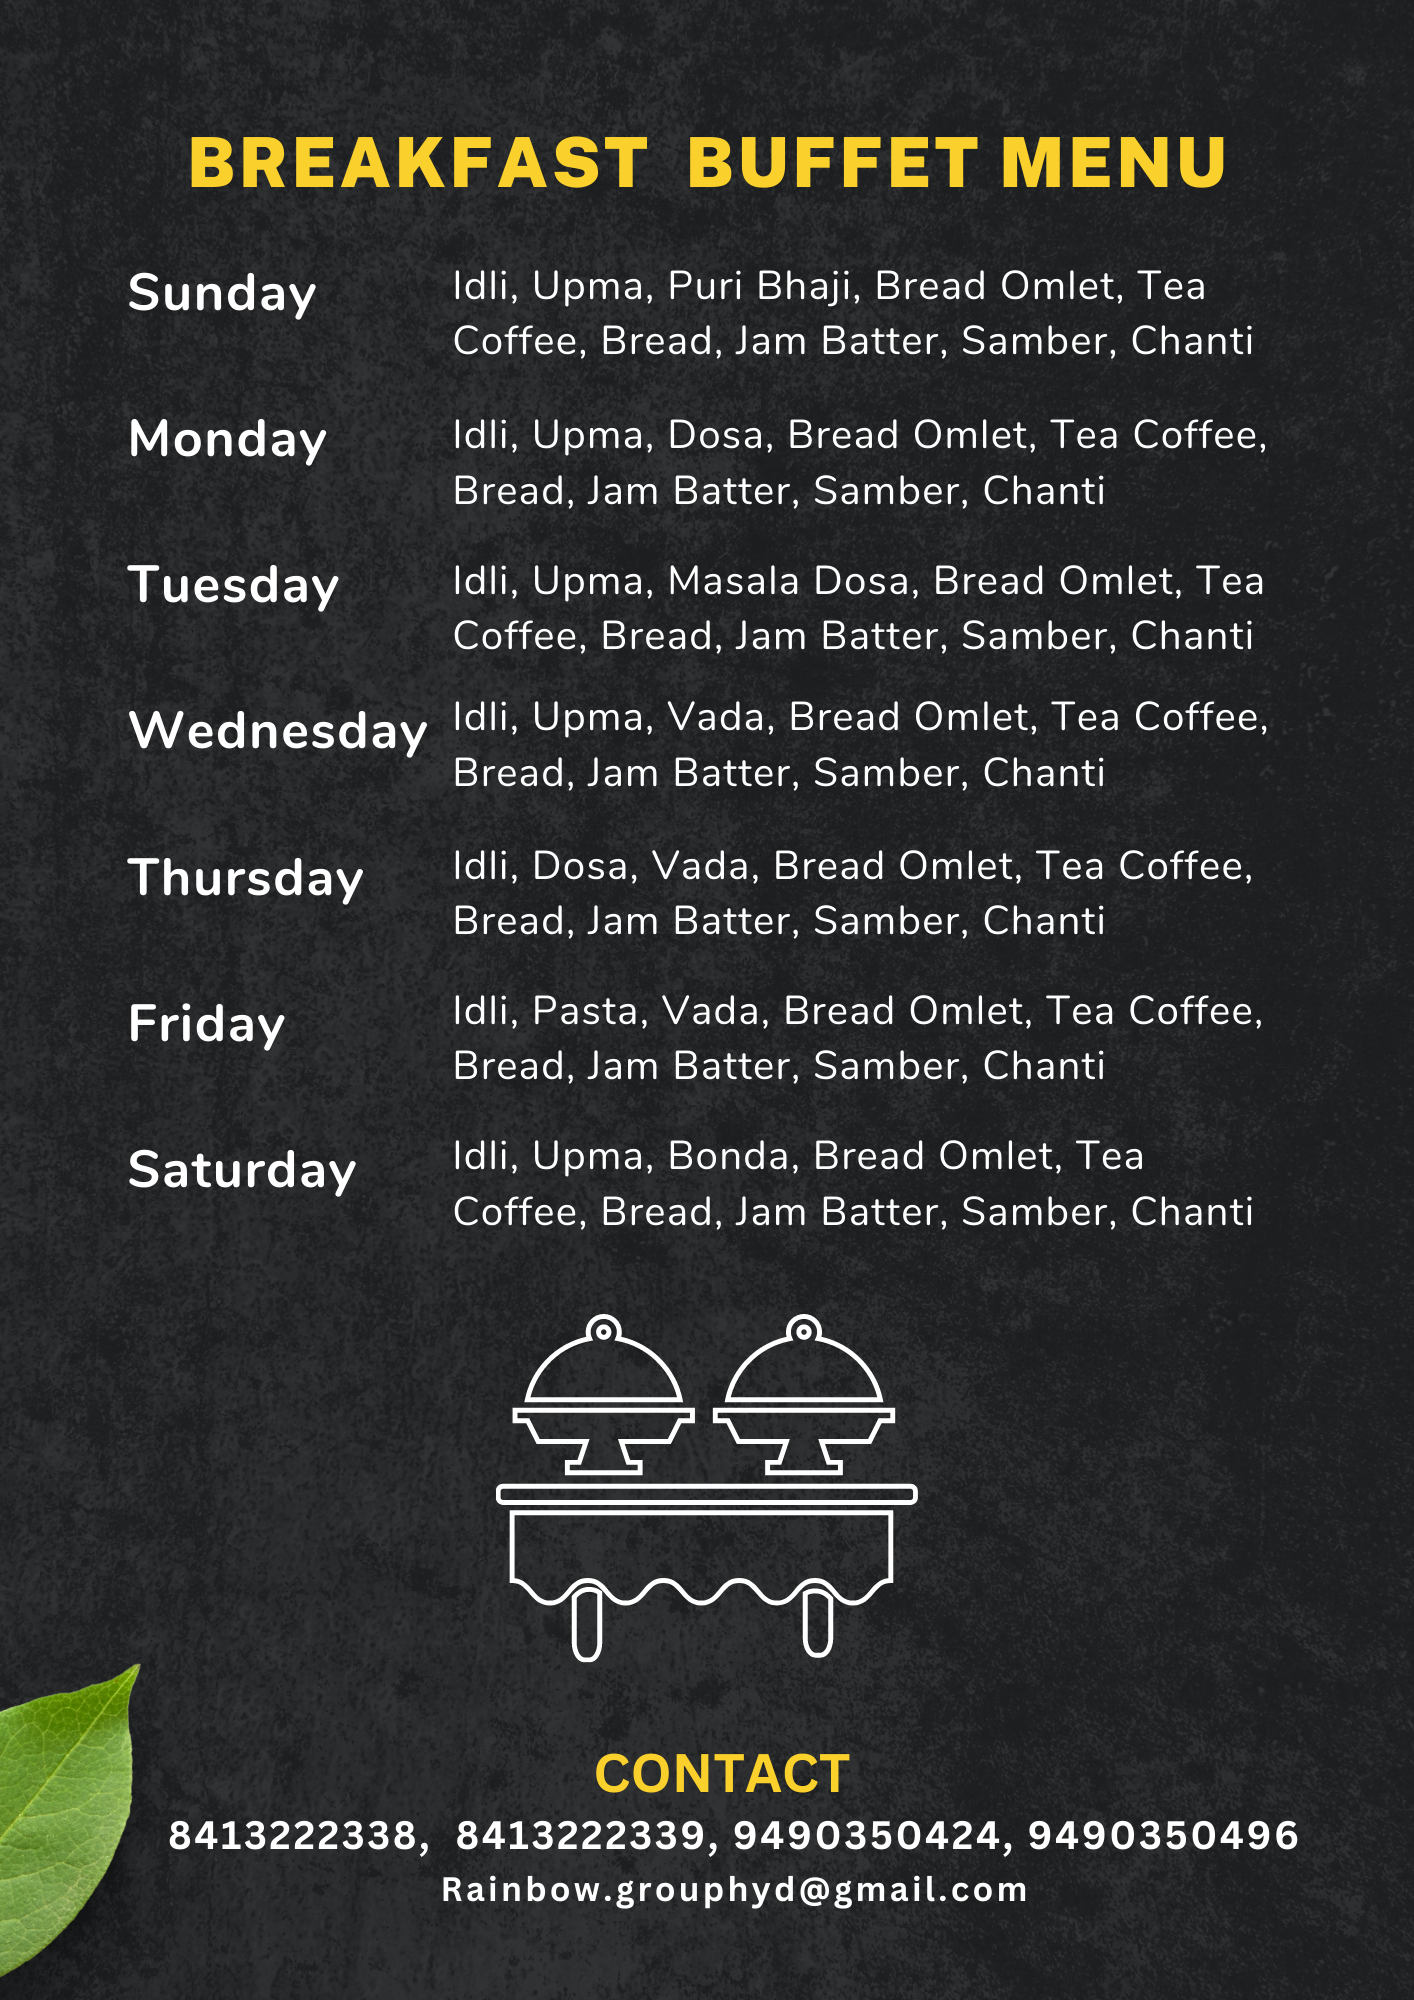 BREAKFAST BUFFET MENU
Sunday
Idli, Upma, Puri Bhaji, Bread Omlet, Tea
Coffee, Bread, Jam Batter, Samber, Chanti
Monday
Idli, Upma, Dosa, Bread Omlet, Tea Coffee,
Bread, Jam Batter, Samber, Chanti
Tuesday
Idli, Upma, Masala Dosa, Bread Omlet, Tea
Coffee, Bread, Jam Batter, Samber, Chanti
Wednesday
Idli, Upma, Vada, Bread Omlet, Tea Coffee,
Bread, Jam Batter, Samber, Chanti
Thursday
Idli, Dosa, Vada, Bread Omlet, Tea Coffee,
Bread, Jam Batter, Samber, Chanti
Friday
Idli, Pasta, Vada, Bread Omlet, Tea Coffee,
Bread, Jam Batter, Samber, Chanti
Saturday
Idli, Upma, Bonda, Bread Omlet, Tea
Coffee, Bread, Jam Batter, Samber, Chanti
CONTACT
8413222338, 8413222339, 9490350424, 9490350496
Rainbow.grouphyd@gmail.com